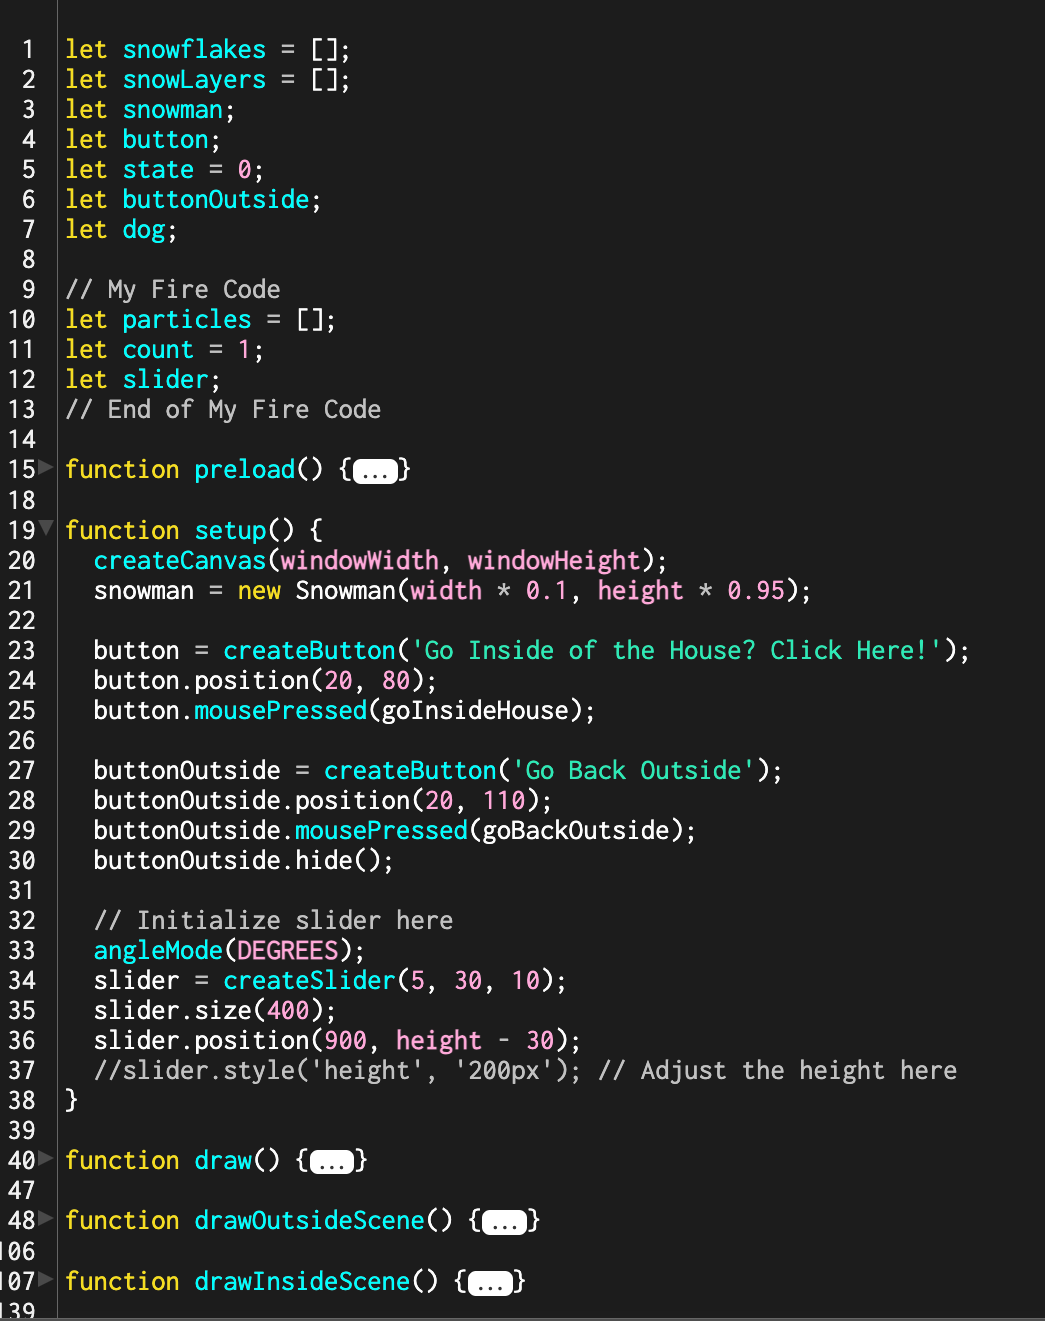 1 let snowflakes = [];
2 let snowLayers = [];
3 let snowman;
4 let button;
5 let state = 0;
6 let buttonOutside;
7 let dog;
8
9 // My Fire Code
10 let particles = [];
11 let count = 1;
12 let slider;
13 // End of My Fire Code
14
15 function preload() {...}
18
19 function setup() {
20 createCanvas(windowWidth, windowHeight);
21 snowman = new Snowman(width * 0.1, height * 0.95);
22
23 button = createButton('Go Inside of the House? Click Here!');
24 button.position(20, 80);
25 button.mousePressed(goInsideHouse);
26
27 buttonOutside = createButton('Go Back Outside');
28 buttonOutside.position(20, 110);
29 buttonOutside.mousePressed(goBackOutside);
30 buttonOutside.hide();
31
32 // Initialize slider here
33 angleMode(DEGREES);
34 slider = createSlider(5, 30, 10);
35 slider.size(400);
36 slider.position(900, height - 30);
37 //slider.style('height', '200px'); // Adjust the height here
38 }
39
40 function draw() {...}
47
48 function drawOutsideScene() {...}
106
107 function drawInsideScene() {...}
139